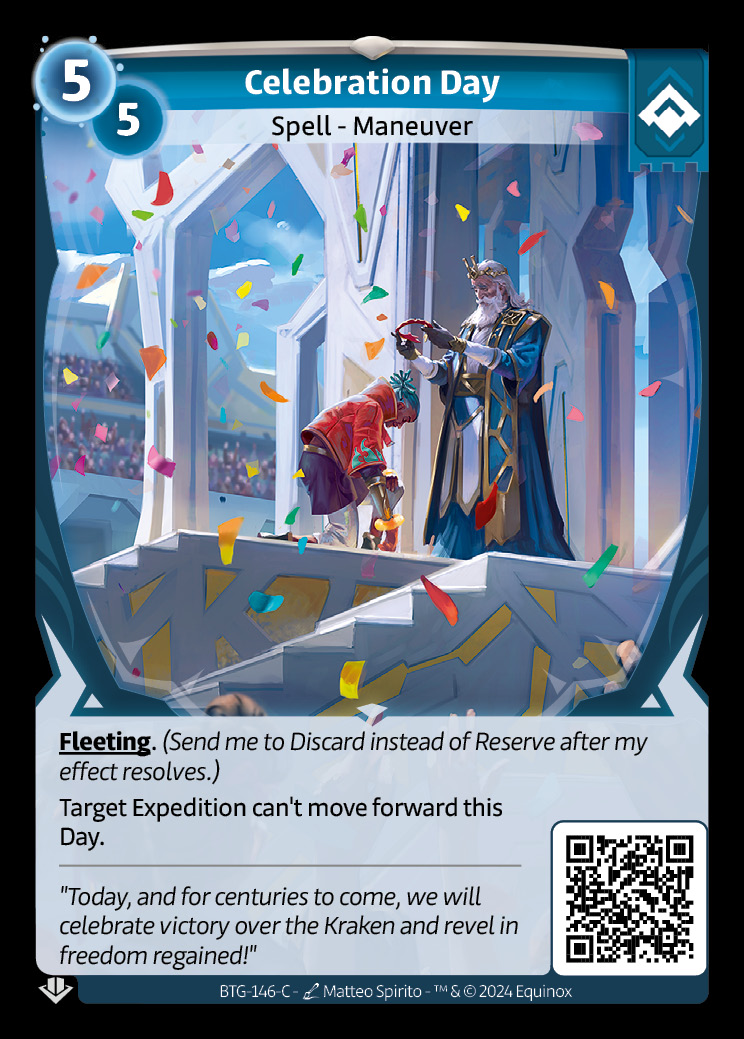 5
Celebration Day
5
Spell - Maneuver
Fleeting. (Send me to Discard instead of Reserve after my
effect resolves.)
Target Expedition can't move forward this
Day.
"Today, and for centuries to come, we will
celebrate victory over the Kraken and revel in
freedom regained!"
BTG-146-C - Matteo Spirito - ™ & © 2024 Equinox